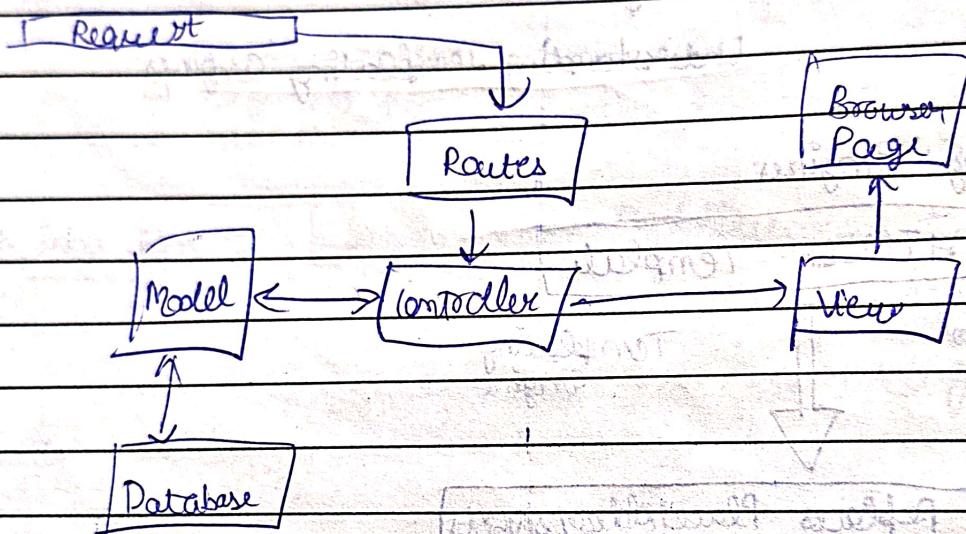 Request
Routes
Browser
Page
Model
Controller
View
Database